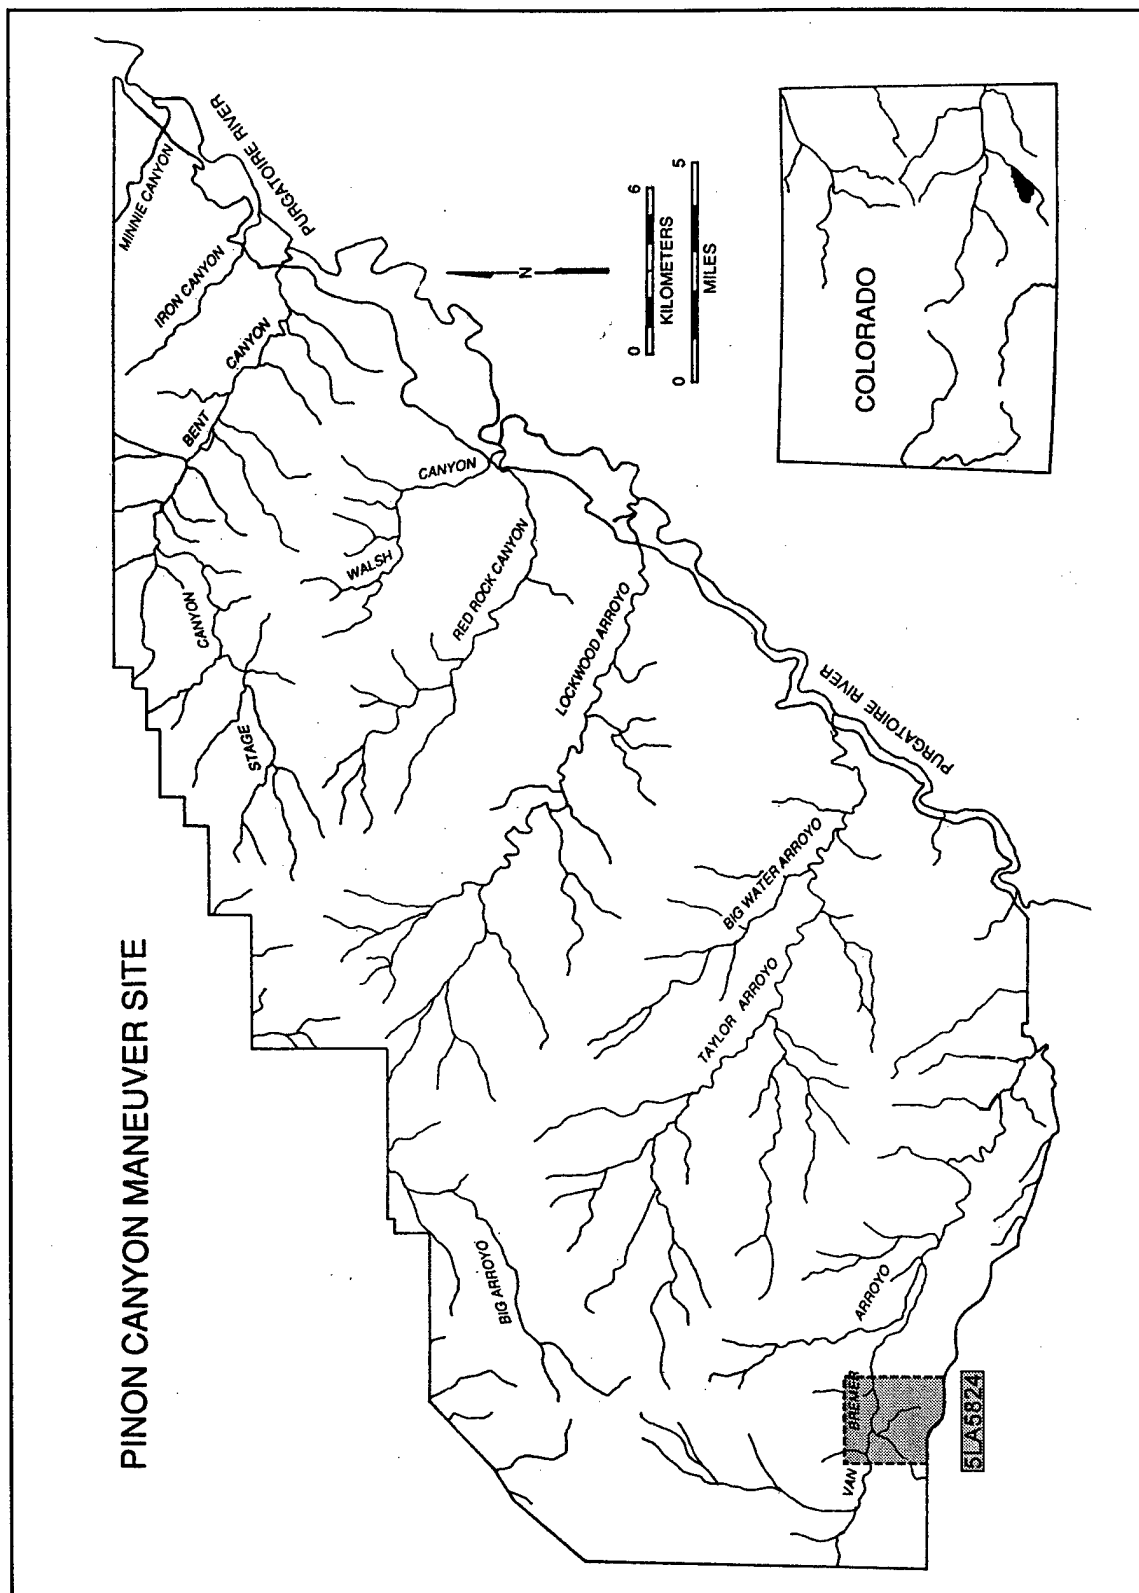 PINON CANYON MANEUVER SITE
MINNIE CANYON
IRON CANYON
BENT CANYON
STAGE CANYON
WALSH CANYON
RED ROCK CANYON
LOCKWOOD ARROYO
BIG WATER ARROYO
TAYLOR ARROYO
BIG ARROYO
VAN BREMER ARROYO
PURGATOIRE RIVER
PURGATOIRE RIVER
5LA5824
N
0 6
KILOMETERS
0 5
MILES
COLORADO